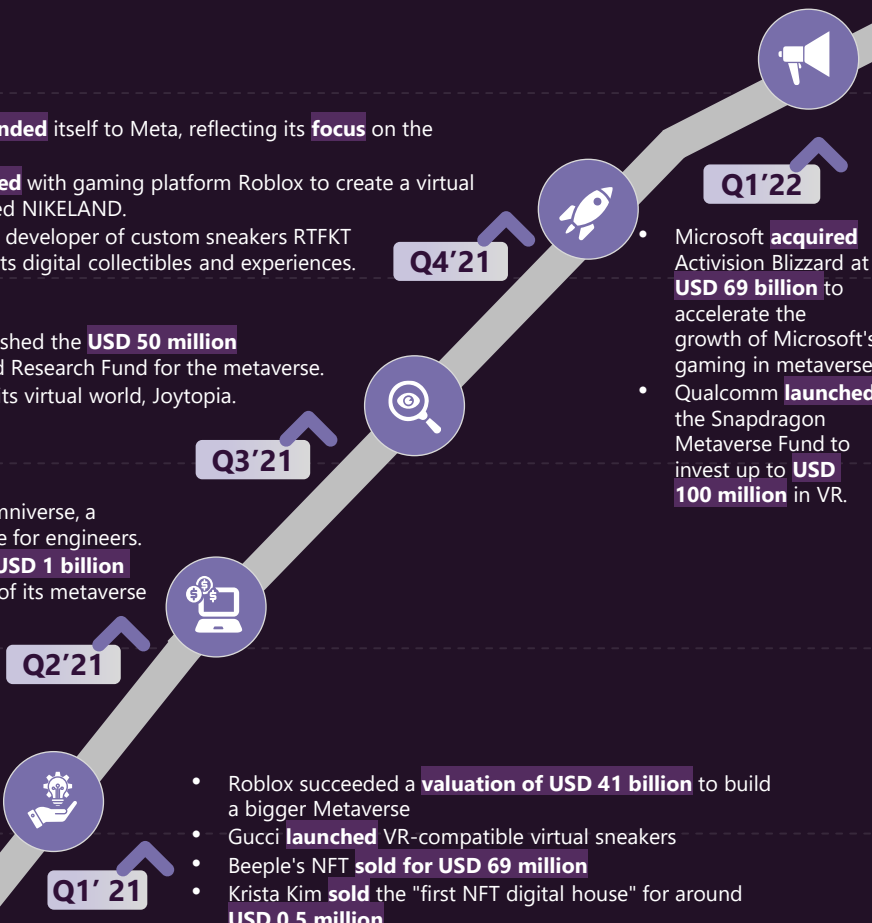 nded itself to Meta, reflecting its focus on the
ed with gaming platform Roblox to create a virtual
ed NIKELAND.
developer of custom sneakers RTFKT
ts digital collectibles and experiences.
Q4’21
Q1’22
• Microsoft acquired
Activision Blizzard at
USD 69 billion to
accelerate the
growth of Microsoft's
gaming in metaverse
• Qualcomm launched
the Snapdragon
Metaverse Fund to
invest up to USD
100 million in VR.
shed the USD 50 million
d Research Fund for the metaverse.
its virtual world, Joytopia.
Q3’21
mniverse, a
e for engineers.
USD 1 billion
of its metaverse
Q2’21
• Roblox succeeded a valuation of USD 41 billion to build
a bigger Metaverse
• Gucci launched VR-compatible virtual sneakers
• Beeple's NFT sold for USD 69 million
• Krista Kim sold the "first NFT digital house" for around
USD 0.5 million
Q1’ 21